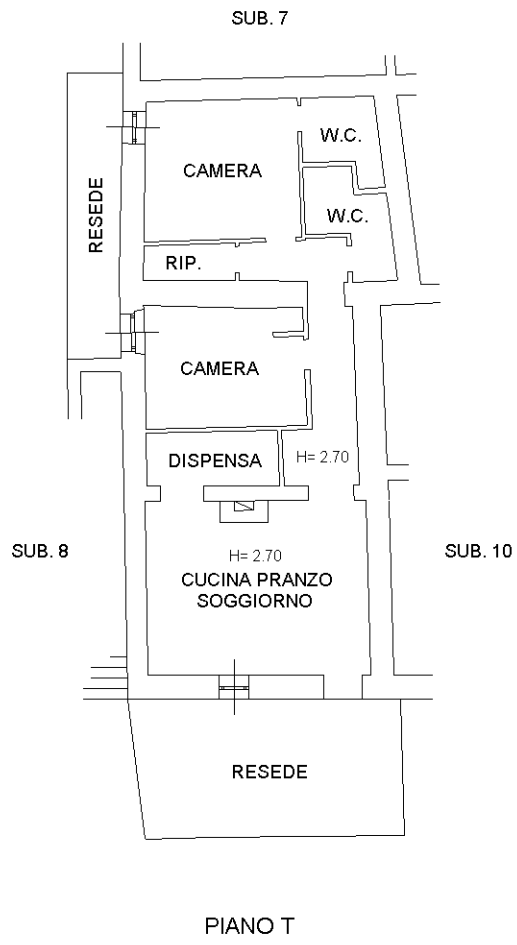 SUB. 7
W.C.
CAMERA
RESEDE
W.C.
RIP.
CAMERA
DISPENSA
H= 2.70
SUB. 8
H= 2.70
SUB. 10
CUCINA PRANZO
SOGGIORNO
RESEDE
PIANO T